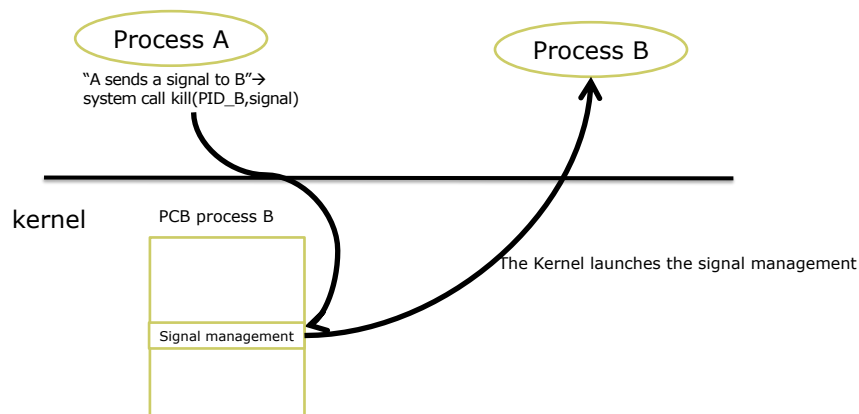 Process A
Process B
“A sends a signal to B”→
system call kill(PID_B,signal)
kernel
PCB process B
The Kernel launches the signal management
Signal management